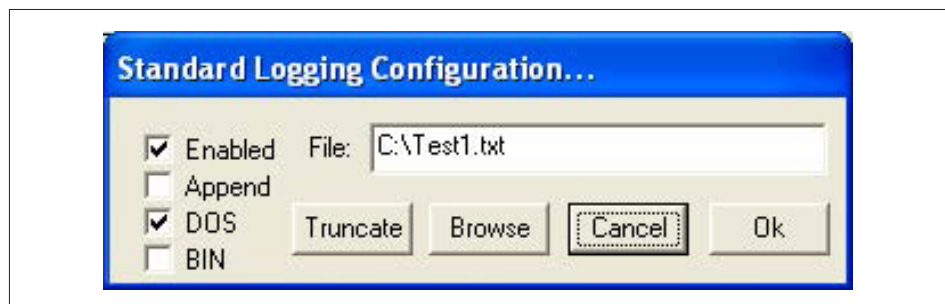 Standard Logging Configuration...
Enabled
File: C:\Test1.txt
Append
DOS
Truncate Browse Cancel Ok
BIN